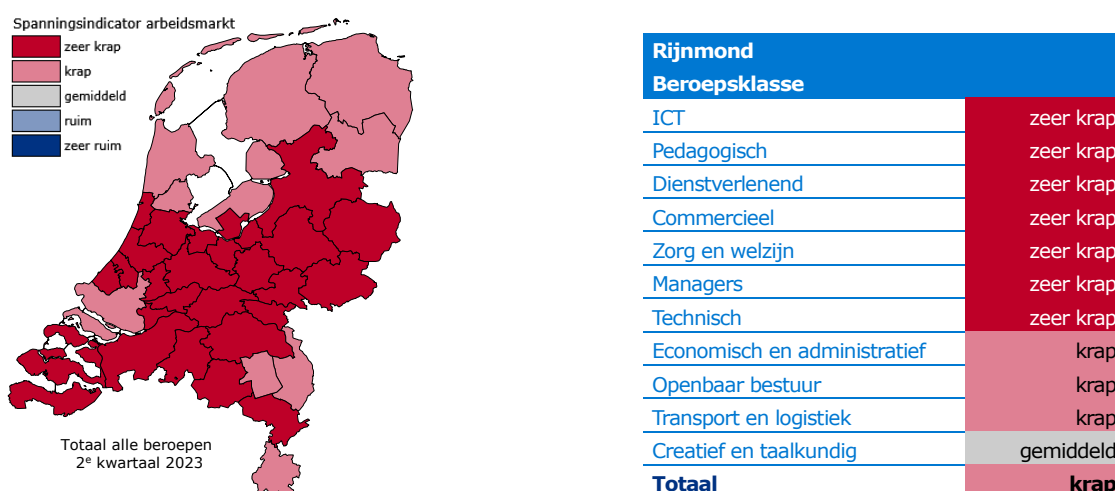 Spanningsindicator arbeidsmarkt
zeer krap
krap
gemiddeld
ruim
zeer ruim
Totaal alle beroepen
2e kwartaal 2023
Rijnmond
Beroepsklasse
ICT zeer krap
Pedagogisch zeer krap
Dienstverlenend zeer krap
Commercieel zeer krap
Zorg en welzijn zeer krap
Managers zeer krap
Technisch zeer krap
Economisch en administratief krap
Openbaar bestuur krap
Transport en logistiek krap
Creatief en taalkundig gemiddeld
Totaal krap